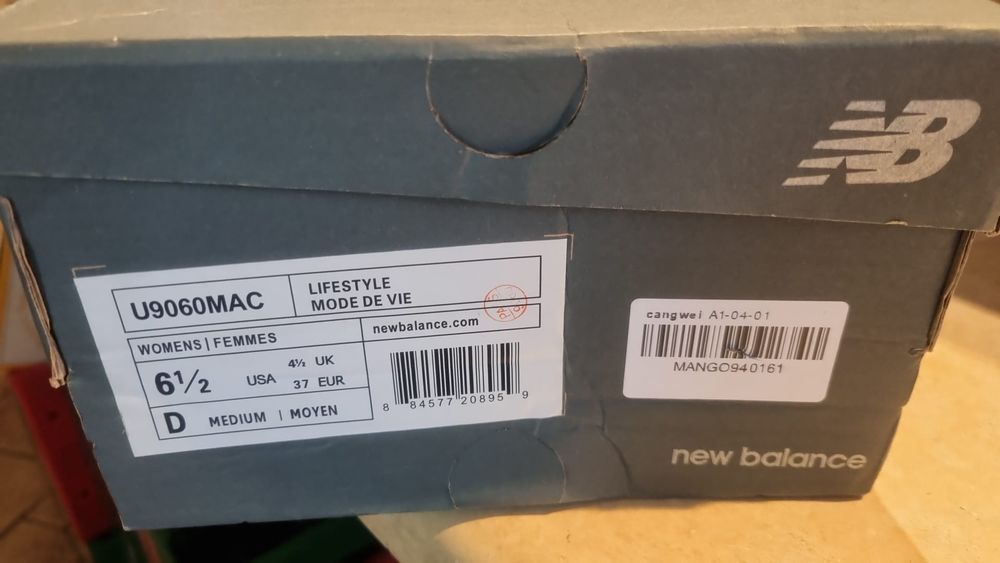 NB
U9060MAC
LIFESTYLE
MODE DE VIE
WOMENS | FEMMES
newbalance.com
6½ USA
4½ UK
37 EUR
D MEDIUM | MOYEN
8 84577 20895 9
cangwei A1-04-01
MANGO940161
new balance